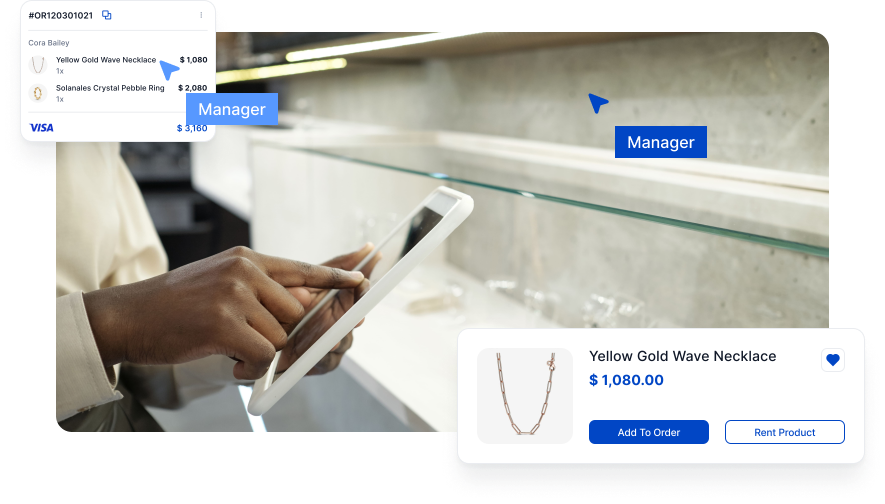 #OR120301021
Cora Bailey
Yellow Gold Wave Necklace $ 1,080
1x
Solanales Crystal Pebble Ring $ 2,080
1x
VISA $ 3,160
Manager
Manager
Yellow Gold Wave Necklace
$ 1,080.00
Add To Order Rent Product